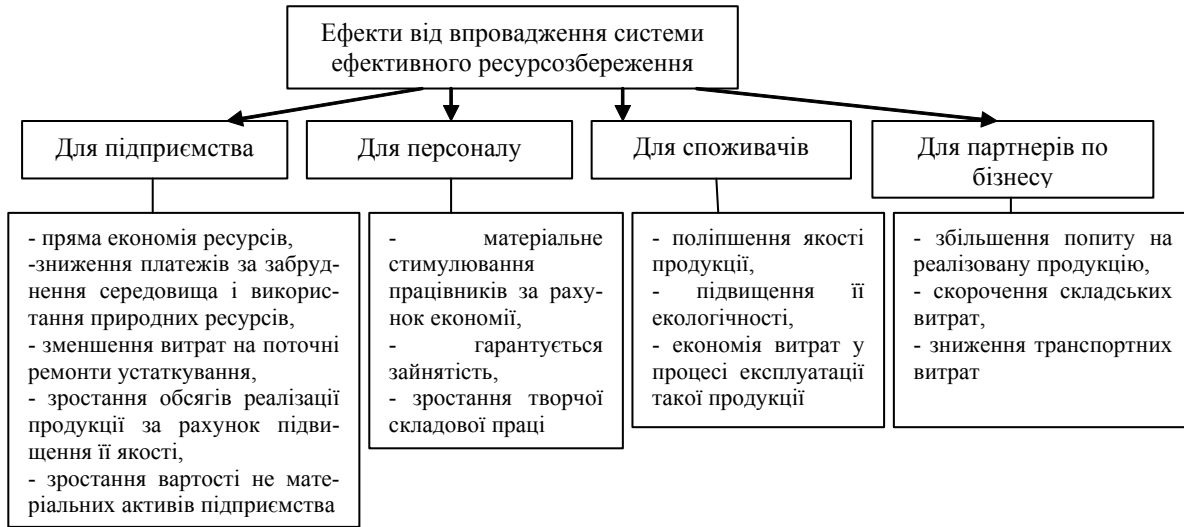 Ефекти від впровадження системи
ефективного ресурсозбереження
Для підприємства
Для персоналу
Для споживачів
Для партнерів по
бізнесу
- пряма економія ресурсів,
-зниження платежів за забруд-
нення середовища і викорис-
тання природних ресурсів,
- зменшення витрат на поточні
ремонти устаткування,
- зростання обсягів реалізації
продукції за рахунок підви-
щення її якості,
- зростання вартості не мате-
ріальних активів підприємства
- матеріальне
стимулювання
працівників за раху-
нок економії,
- гарантується
зайнятість,
- зростання творчої
складової праці
- поліпшення якості
продукції,
- підвищення її
екологічності,
- економія витрат у
процесі експлуатації
такої продукції
- збільшення попиту на
реалізовану продукцію,
- скорочення складських
витрат,
- зниження транспортних
витрат